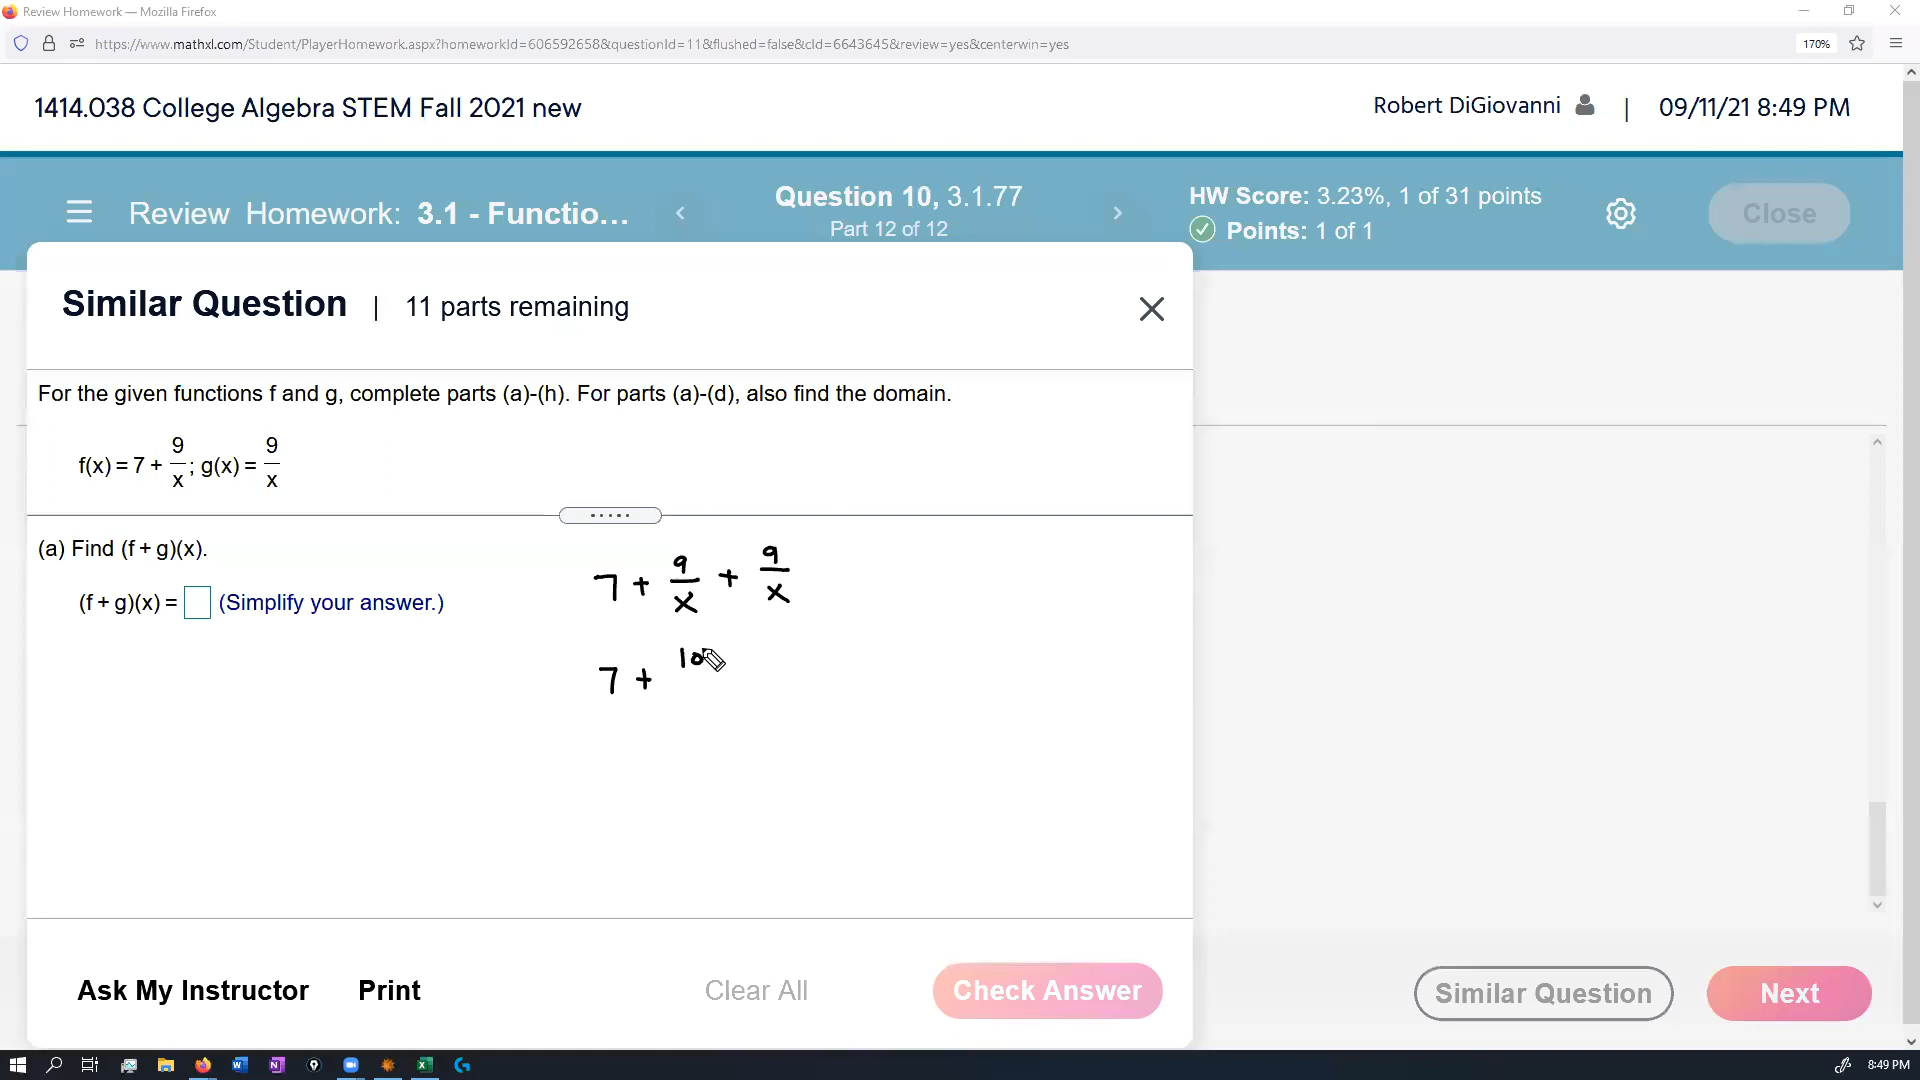 Review Homework — Mozilla Firefox
https://www.mathxl.com/Student/PlayerHomework.aspx?homeworkId=606592658&questionId=11&flushed=false&cId=6643645&review=yes&centerwin=yes
170%
1414.038 College Algebra STEM Fall 2021 new
Robert DiGiovanni | 09/11/21 8:49 PM
Review Homework: 3.1 - Functio...
Question 10, 3.1.77
Part 12 of 12
HW Score: 3.23%, 1 of 31 points
Points: 1 of 1
Close
Similar Question | 11 parts remaining
For the given functions f and g, complete parts (a)-(h). For parts (a)-(d), also find the domain.
f(x) = 7 + 9/x ; g(x) = 9/x
(a) Find (f + g)(x).
(f + g)(x) = (Simplify your answer.)
7 + 9/x + 9/x
7 + 10
Ask My Instructor
Print
Clear All
Check Answer
Similar Question
Next
8:49 PM